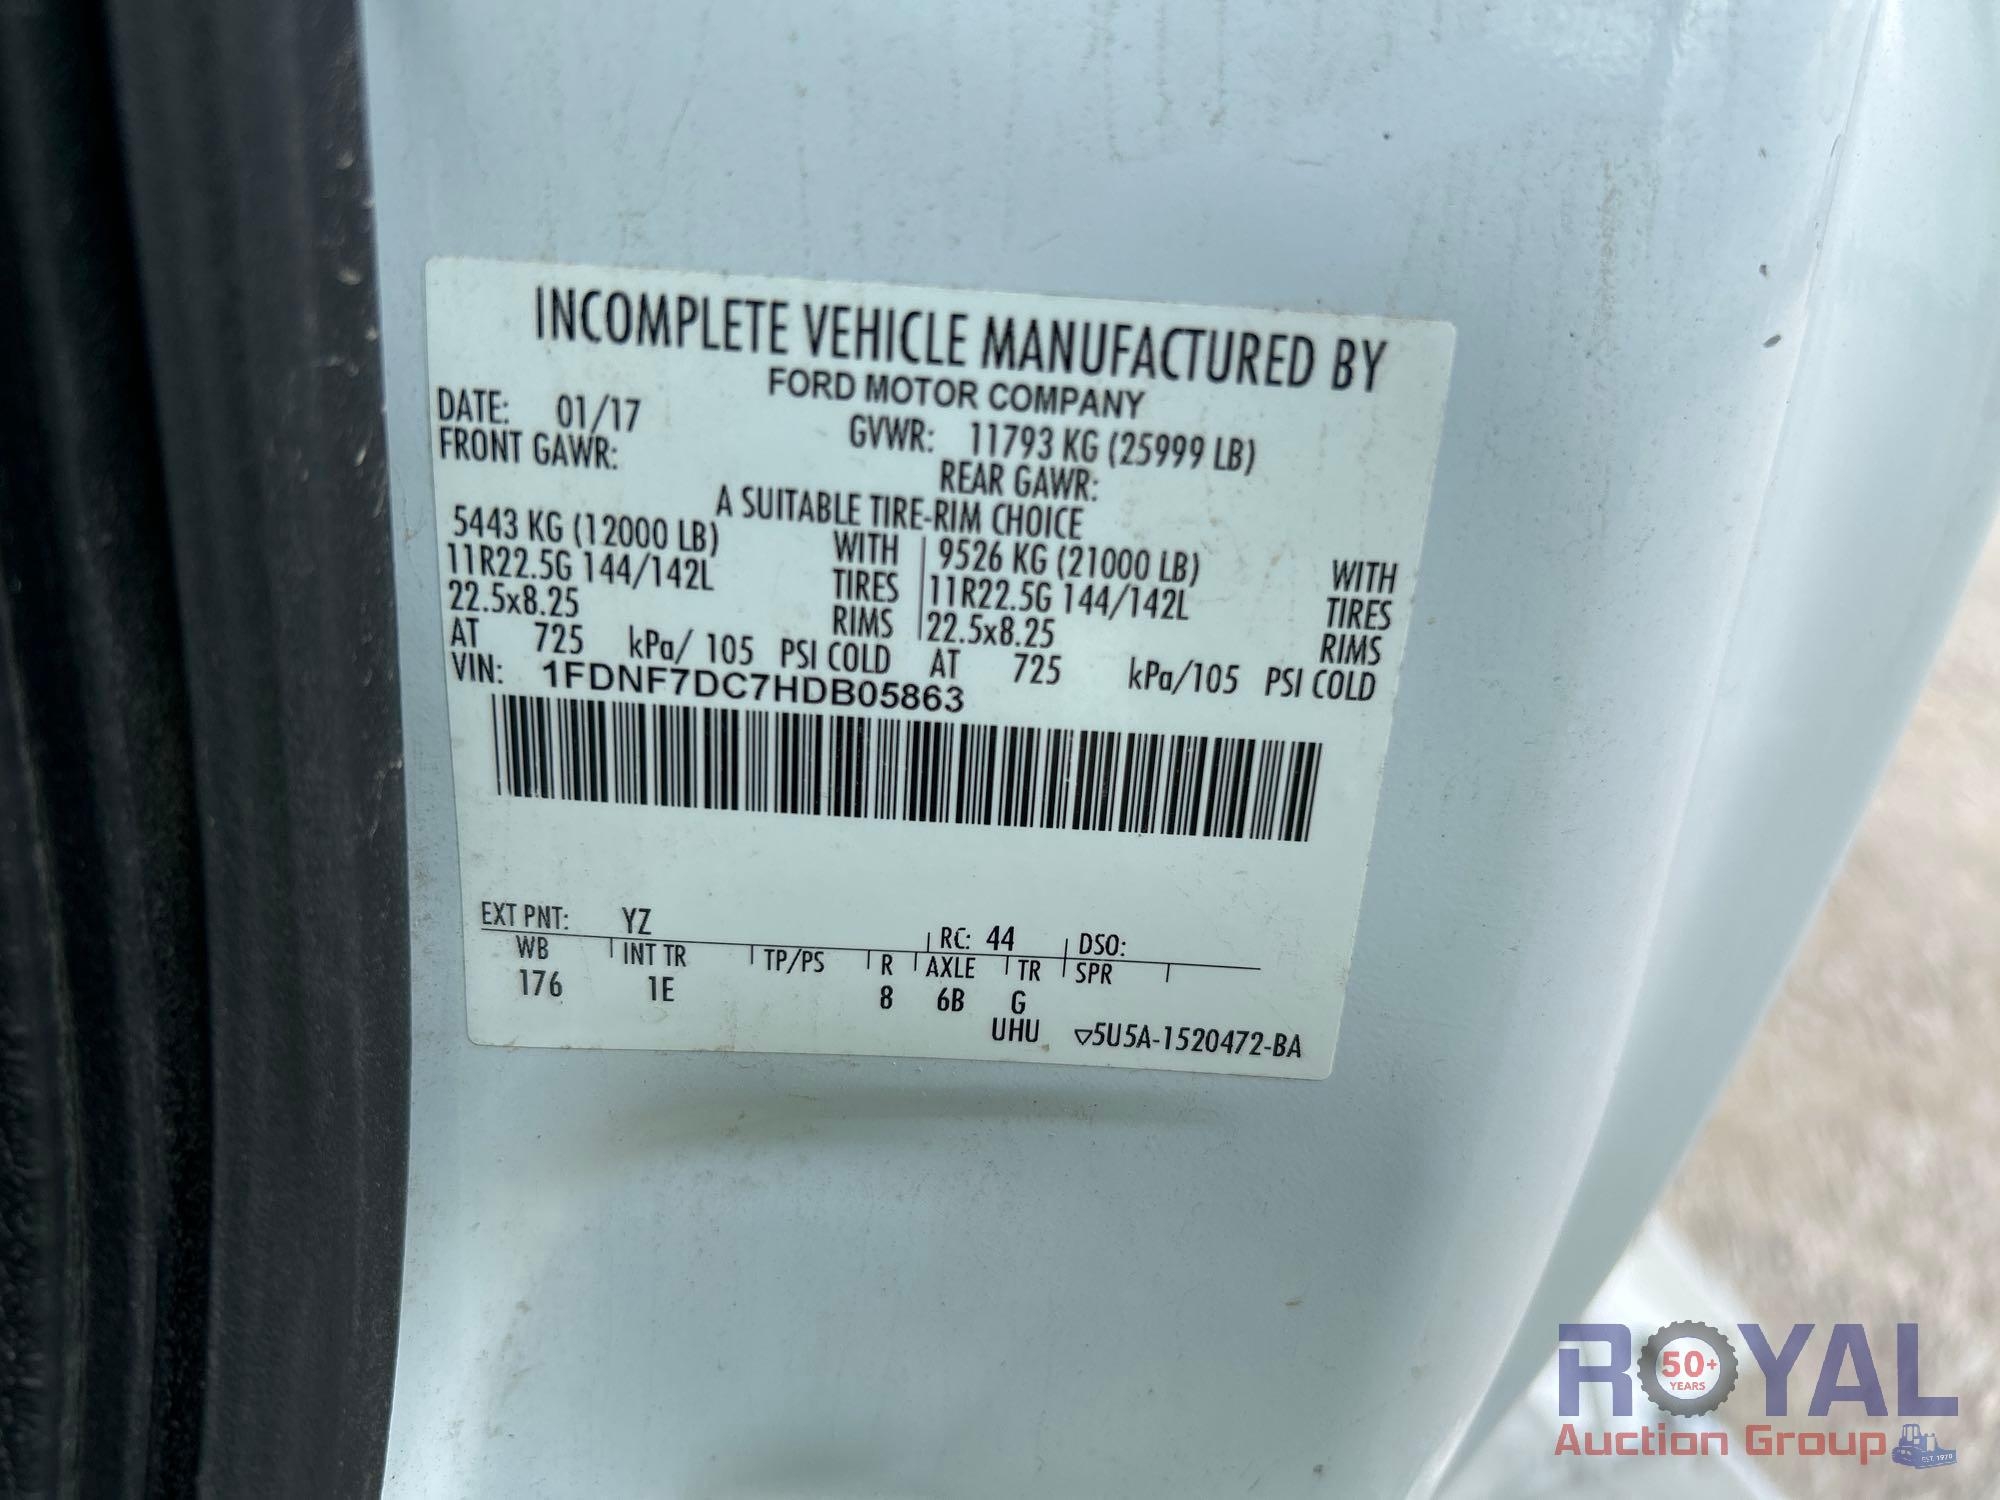 INCOMPLETE VEHICLE MANUFACTURED BY
FORD MOTOR COMPANY
DATE: 01/17 GVWR: 11793 KG (25999 LB)
FRONT GAWR: REAR GAWR:
A SUITABLE TIRE-RIM CHOICE
5443 KG (12000 LB) WITH 9526 KG (21000 LB) WITH
11R22.5G 144/142L TIRES 11R22.5G 144/142L TIRES
22.5x8.25 RIMS 22.5x8.25 RIMS
AT 725 kPa/ 105 PSI COLD AT 725 kPa/105 PSI COLD
VIN: 1FDNF7DC7HDB05863
EXT PNT: YZ RC: 44 DSO:
WB INT TR TP/PS R AXLE TR SPR
176 1E 8 6B G
UHU ▽5U5A-1520472-BA
ROYAL
50+
YEARS
Auction Group
EST. 1970